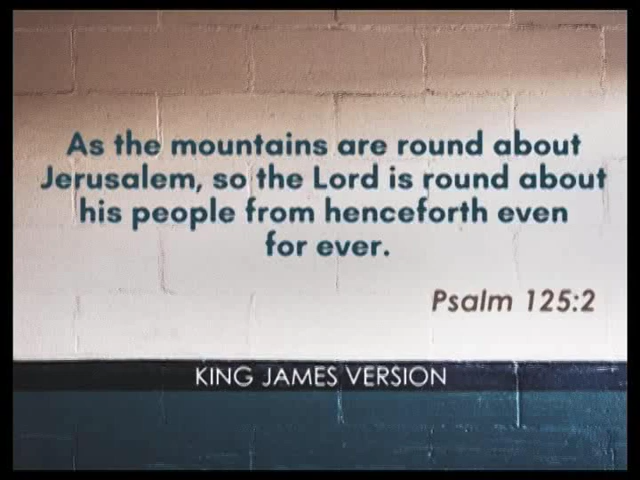 As the mountains are round about
Jerusalem, so the Lord is round about
his people from henceforth even
for ever.
Psalm 125:2
KING JAMES VERSION